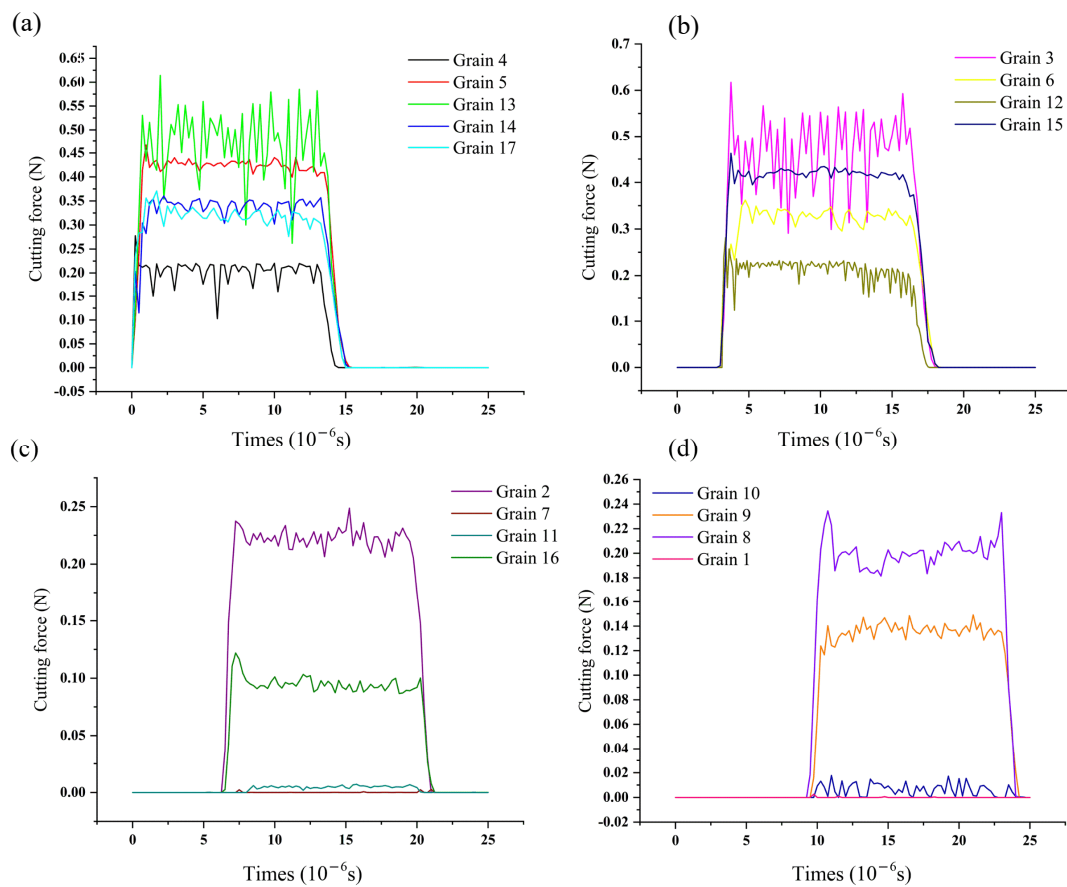 (a)
0.65
0.60
0.55
0.50
0.45
0.40
0.35
0.30
0.25
0.20
0.15
0.10
0.05
0.00
-0.05
0
5
10
15
20
25
Cutting force (N)
Times (10⁻⁶s)
Grain 4
Grain 5
Grain 13
Grain 14
Grain 17
(b)
0.7
0.6
0.5
0.4
0.3
0.2
0.1
0.0
0
5
10
15
20
25
Cutting force (N)
Times (10⁻⁶s)
Grain 3
Grain 6
Grain 12
Grain 15
(c)
0.25
0.20
0.15
0.10
0.05
0.00
0
5
10
15
20
25
Cutting force (N)
Times (10⁻⁶s)
Grain 2
Grain 7
Grain 11
Grain 16
(d)
0.26
0.24
0.22
0.20
0.18
0.16
0.14
0.12
0.10
0.08
0.06
0.04
0.02
0.00
-0.02
0
5
10
15
20
25
Cutting force (N)
Times (10⁻⁶s)
Grain 10
Grain 9
Grain 8
Grain 1